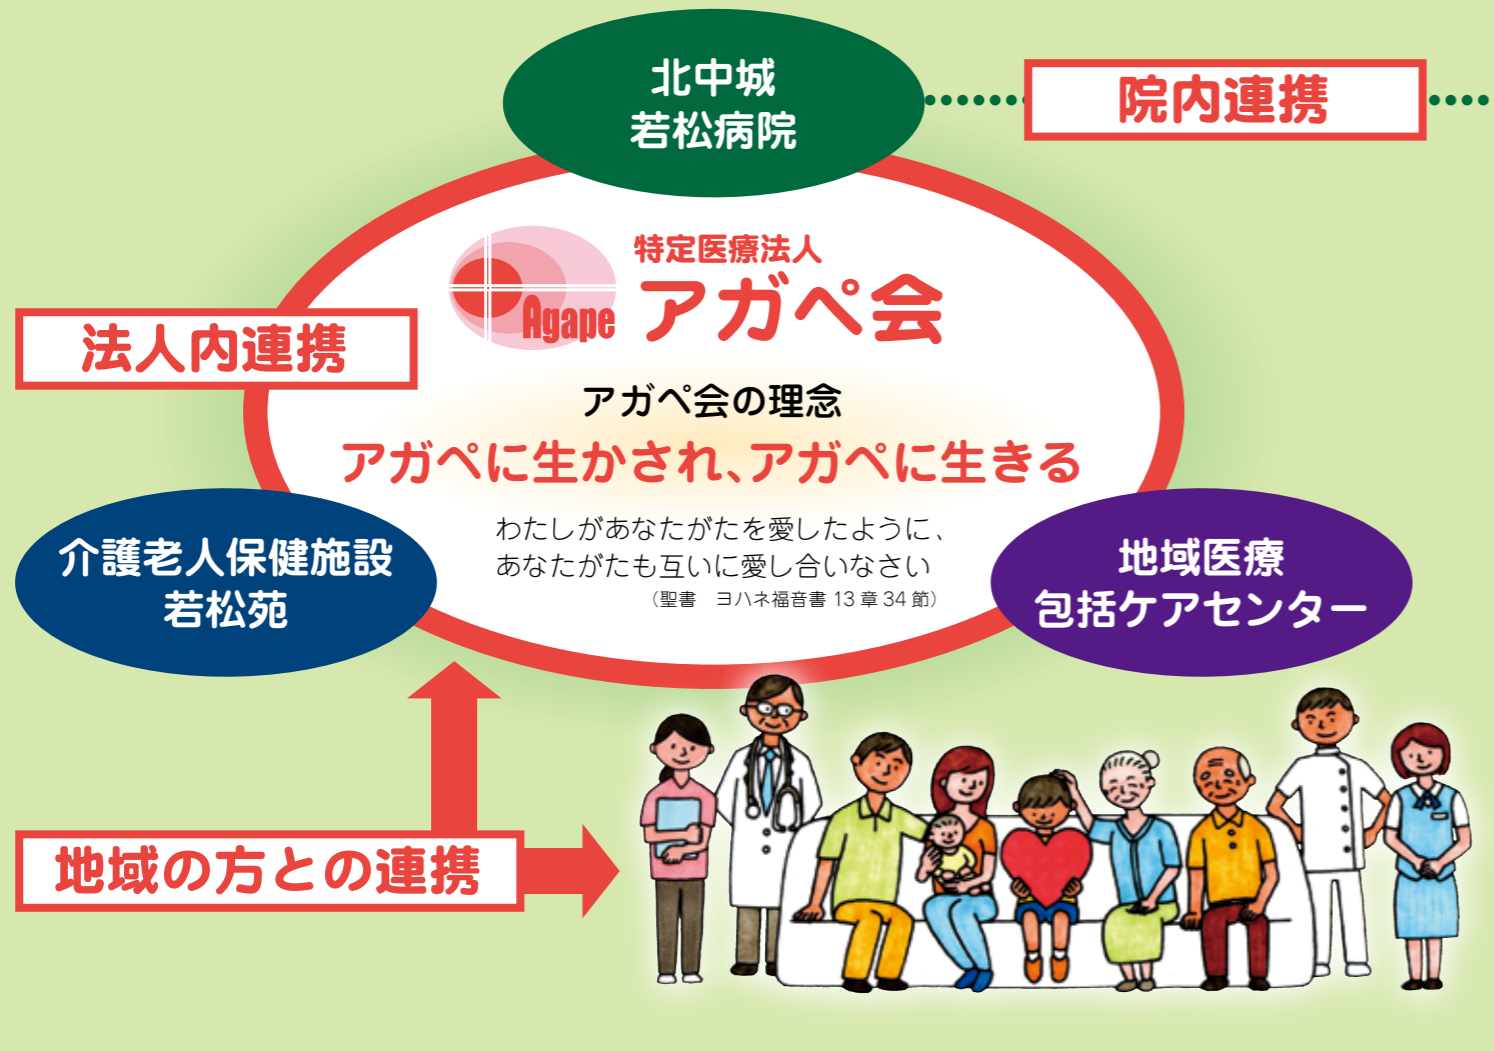 北中城
若松病院
院内連携
特定医療法人
アガペ会
Agape
法人内連携
アガペ会の理念
アガペに生かされ、アガペに生きる
わたしがあなたがたを愛したように、
あなたがたも互いに愛し合いなさい
（聖書　ヨハネ福音書 13 章 34 節）
介護老人保健施設
若松苑
地域医療
包括ケアセンター
地域の方との連携